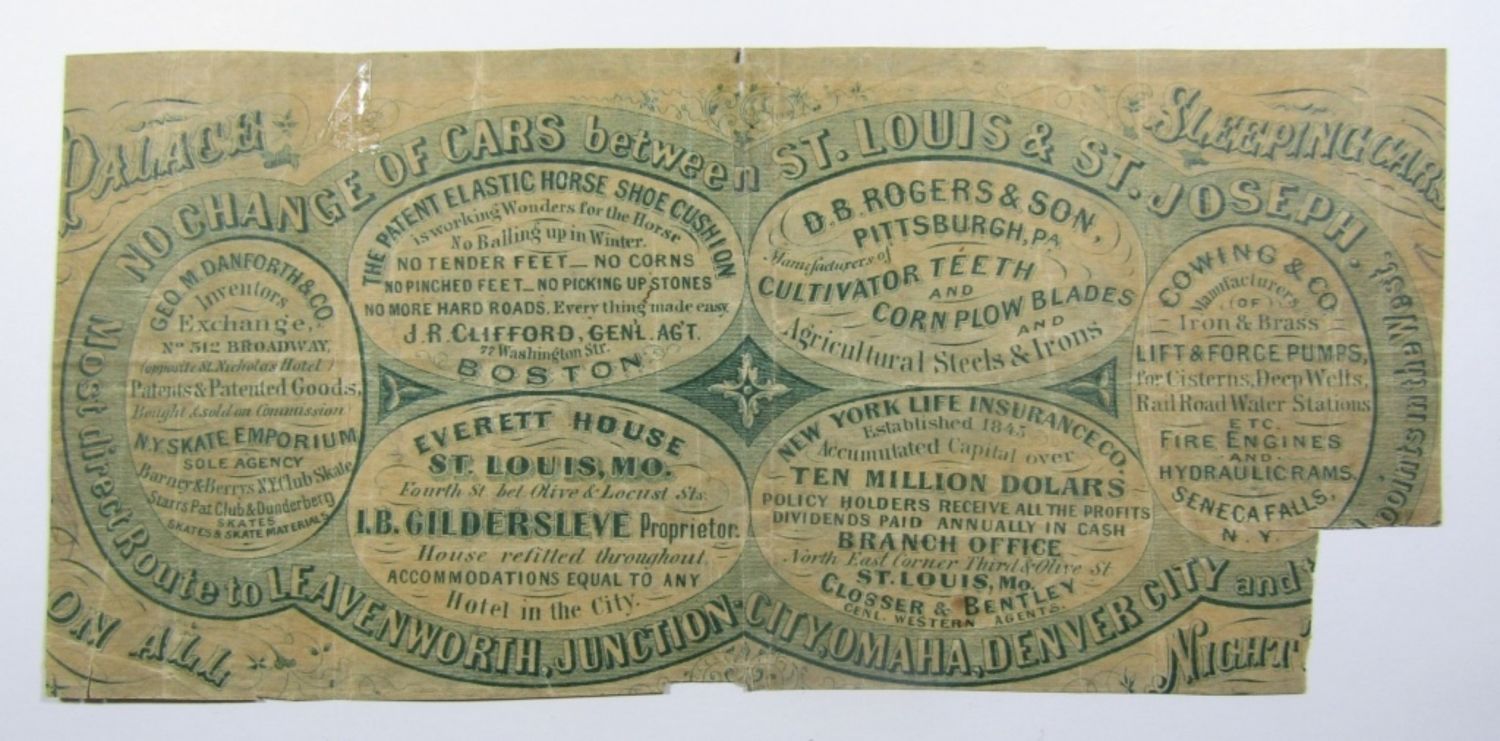 PALACE
SLEEPING CARS
ON ALL
NIGHT
NO CHANGE OF CARS between ST. LOUIS & ST. JOSEPH.
Most direct Route to LEAVENWORTH, JUNCTION-CITY, OMAHA, DENVER CITY and
GEO. M. DANFORTH & CO.
Inventors
Exchange,
No 512 BROADWAY,
(opposite St. Nicholas Hotel)
Patents & Patented Goods,
Bought & sold on Commission
N.Y. SKATE EMPORIUM
SOLE AGENCY
Barney & Berrys N.Y. Club Skate
Starrs Pat Club & Dunderberg
SKATES
SKATES & SKATE MATERIALS
THE PATENT ELASTIC HORSE SHOE CUSHION
is working Wonders for the Horse
No Balling up in Winter.
NO TENDER FEET_ NO CORNS
NO PINCHED FEET_ NO PICKING UP STONES
NO MORE HARD ROADS. Every thing made easy.
J. R. CLIFFORD, GEN'L. AG'T.
77 Washington Str.
BOSTON.
D. B. ROGERS & SON,
PITTSBURGH, PA.
Manufacturers of
CULTIVATOR TEETH
AND
CORN PLOW BLADES
AND
Agricultural Steels & Irons
COWING & CO.
Manufacturers
(OF)
Iron & Brass
LIFT & FORCE PUMPS,
for Cisterns, Deep Wells,
Rail Road Water Stations
ETC.
FIRE ENGINES
AND
HYDRAULIC RAMS.
SENECA FALLS,
N. Y.
EVERETT HOUSE
ST. LOUIS, MO.
Fourth St. bet Olive & Locust Sts.
I. B. GILDERSLEVE Proprietor.
House refitted throughout.
ACCOMMODATIONS EQUAL TO ANY
Hotel in the City.
NEW YORK LIFE INSURANCE CO.
Established 1845
Accumulated Capital over
TEN MILLION DOLARS
POLICY HOLDERS RECEIVE ALL THE PROFITS
DIVIDENDS PAID ANNUALLY IN CASH
BRANCH OFFICE
North East Corner Third & Olive St
ST. LOUIS, Mo.
CLOSSER & BENTLEY
GENL. WESTERN AGENTS.